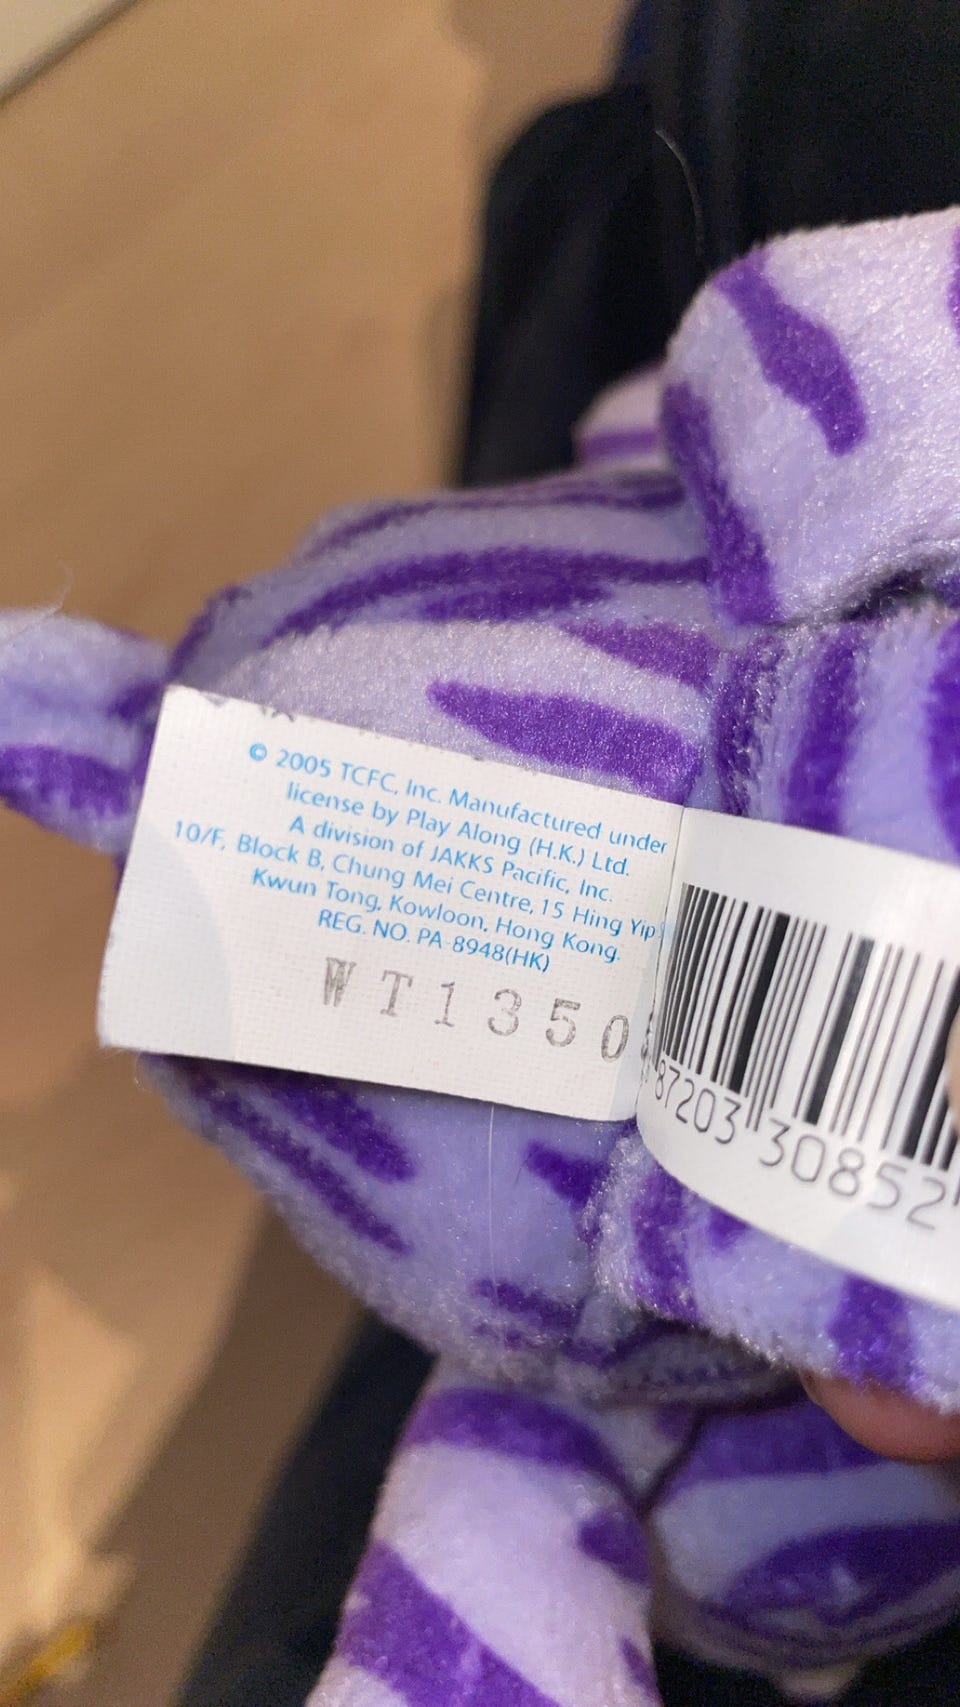 © 2005 TCFC, Inc. Manufactured under
license by Play Along (H.K.) Ltd.
A division of JAKKS Pacific, Inc.
10/F, Block B, Chung Mei Centre, 15 Hing Yip
Kwun Tong, Kowloon, Hong Kong.
REG. NO. PA-8948(HK)
WT1350
87203 30852